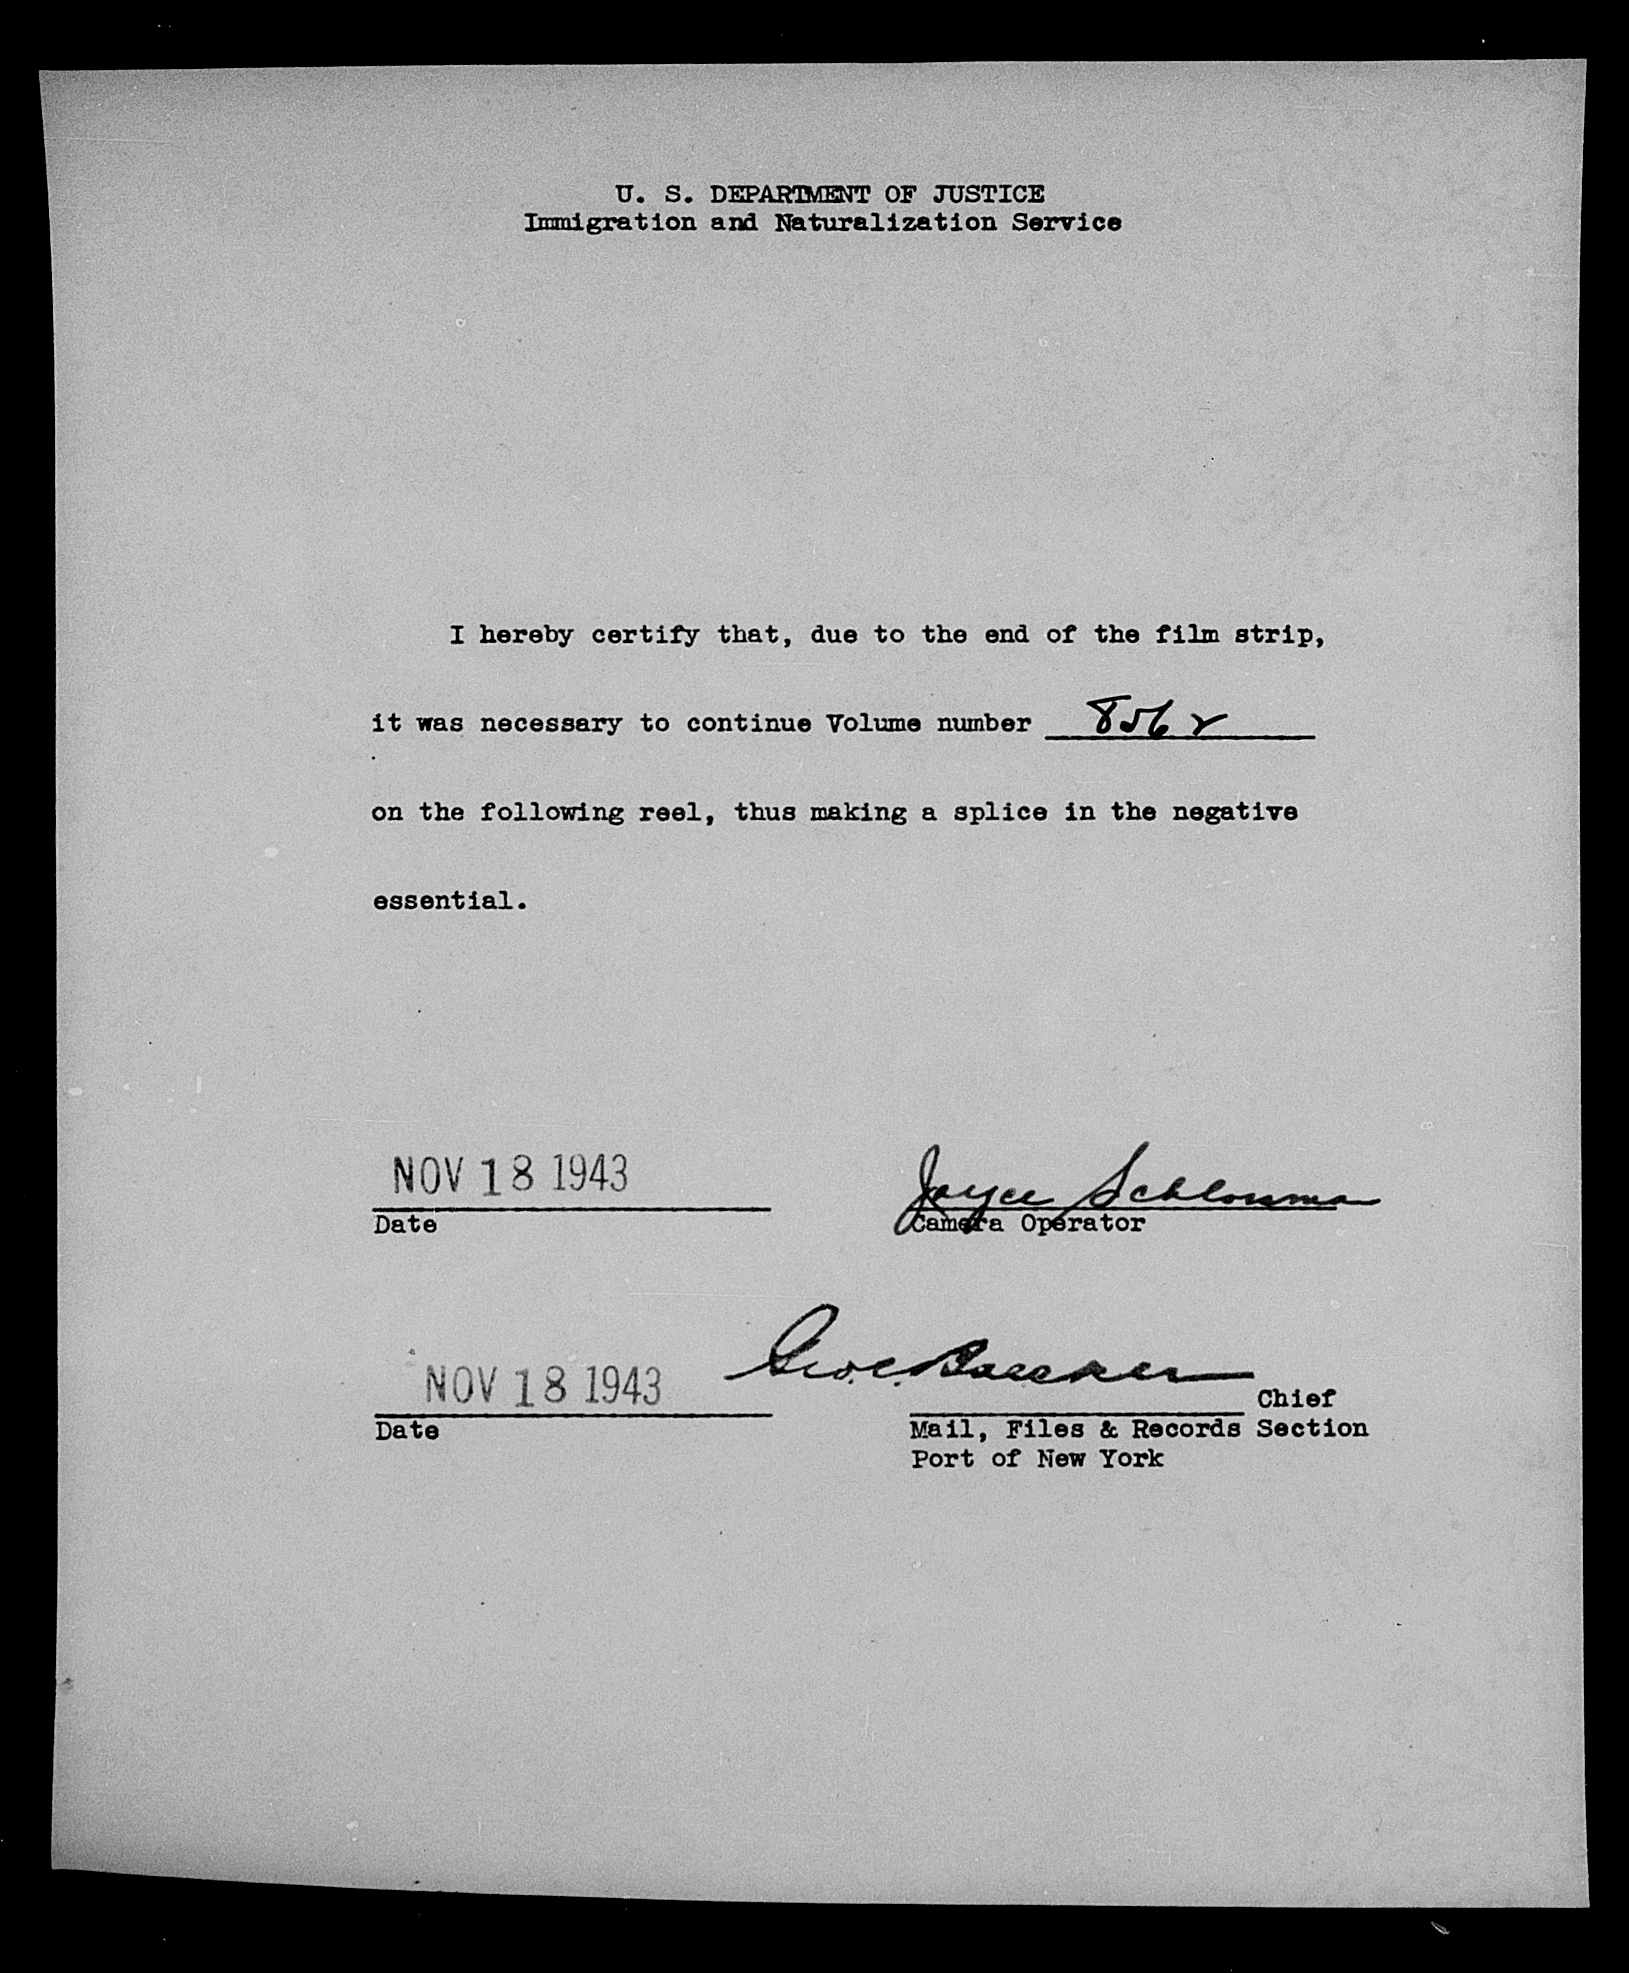 U. S. DEPARTMENT OF JUSTICE
Immigration and Naturalization Service
I hereby certify that, due to the end of the film strip,
it was necessary to continue Volume number 8562
on the following reel, thus making a splice in the negative
essential.
NOV 18 1943 Joyce
Date Camera Operator
NOV 18 1943 Geo. C. Chief
Date Mail, Files & Records Section
Port of New York